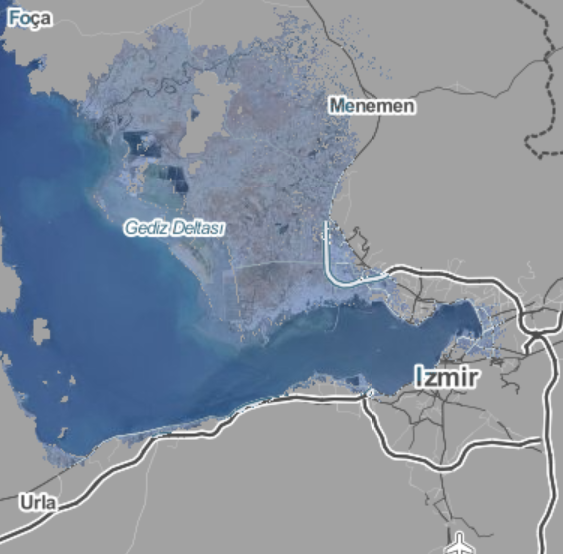 Foça
Menemen
Gediz Deltası
Izmir
Urla